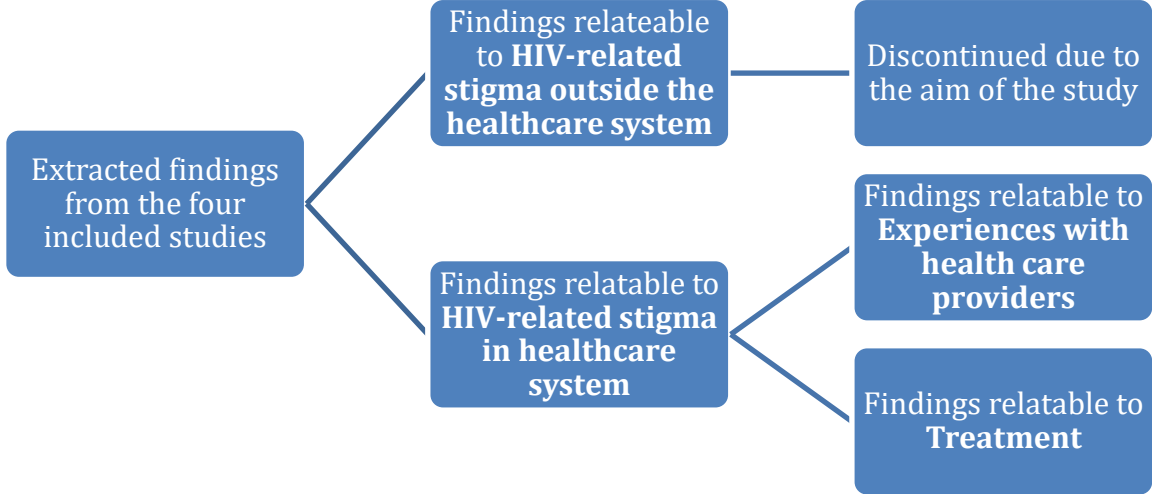 Extracted findings
from the four
included studies
Findings relateable
to HIV-related
stigma outside the
healthcare system
Discontinued due to
the aim of the study
Findings relatable to
HIV-related stigma
in healthcare
system
Findings relatable to
Experiences with
health care
providers
Findings relatable to
Treatment